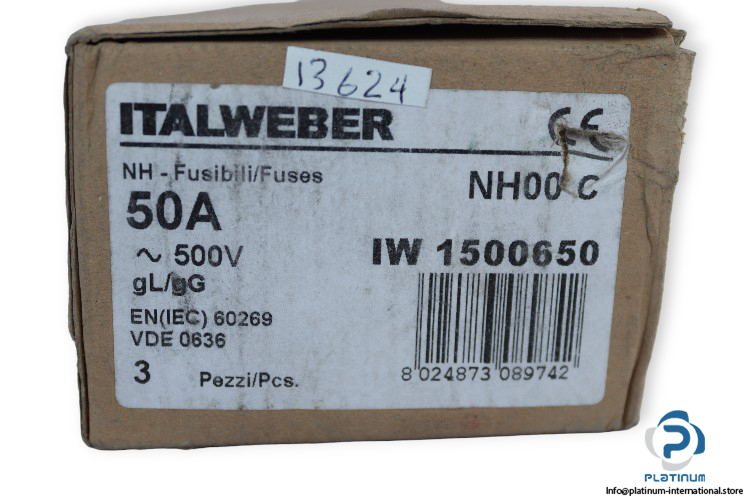 13624
ITALWEBER
CE
NH - Fusibili/Fuses
NH00 C
50A
~ 500V
IW 1500650
gL/gG
EN(IEC) 60269
VDE 0636
3 Pezzi/Pcs.
8 024873 089742
PLATINUM
Info@platinum-international.store